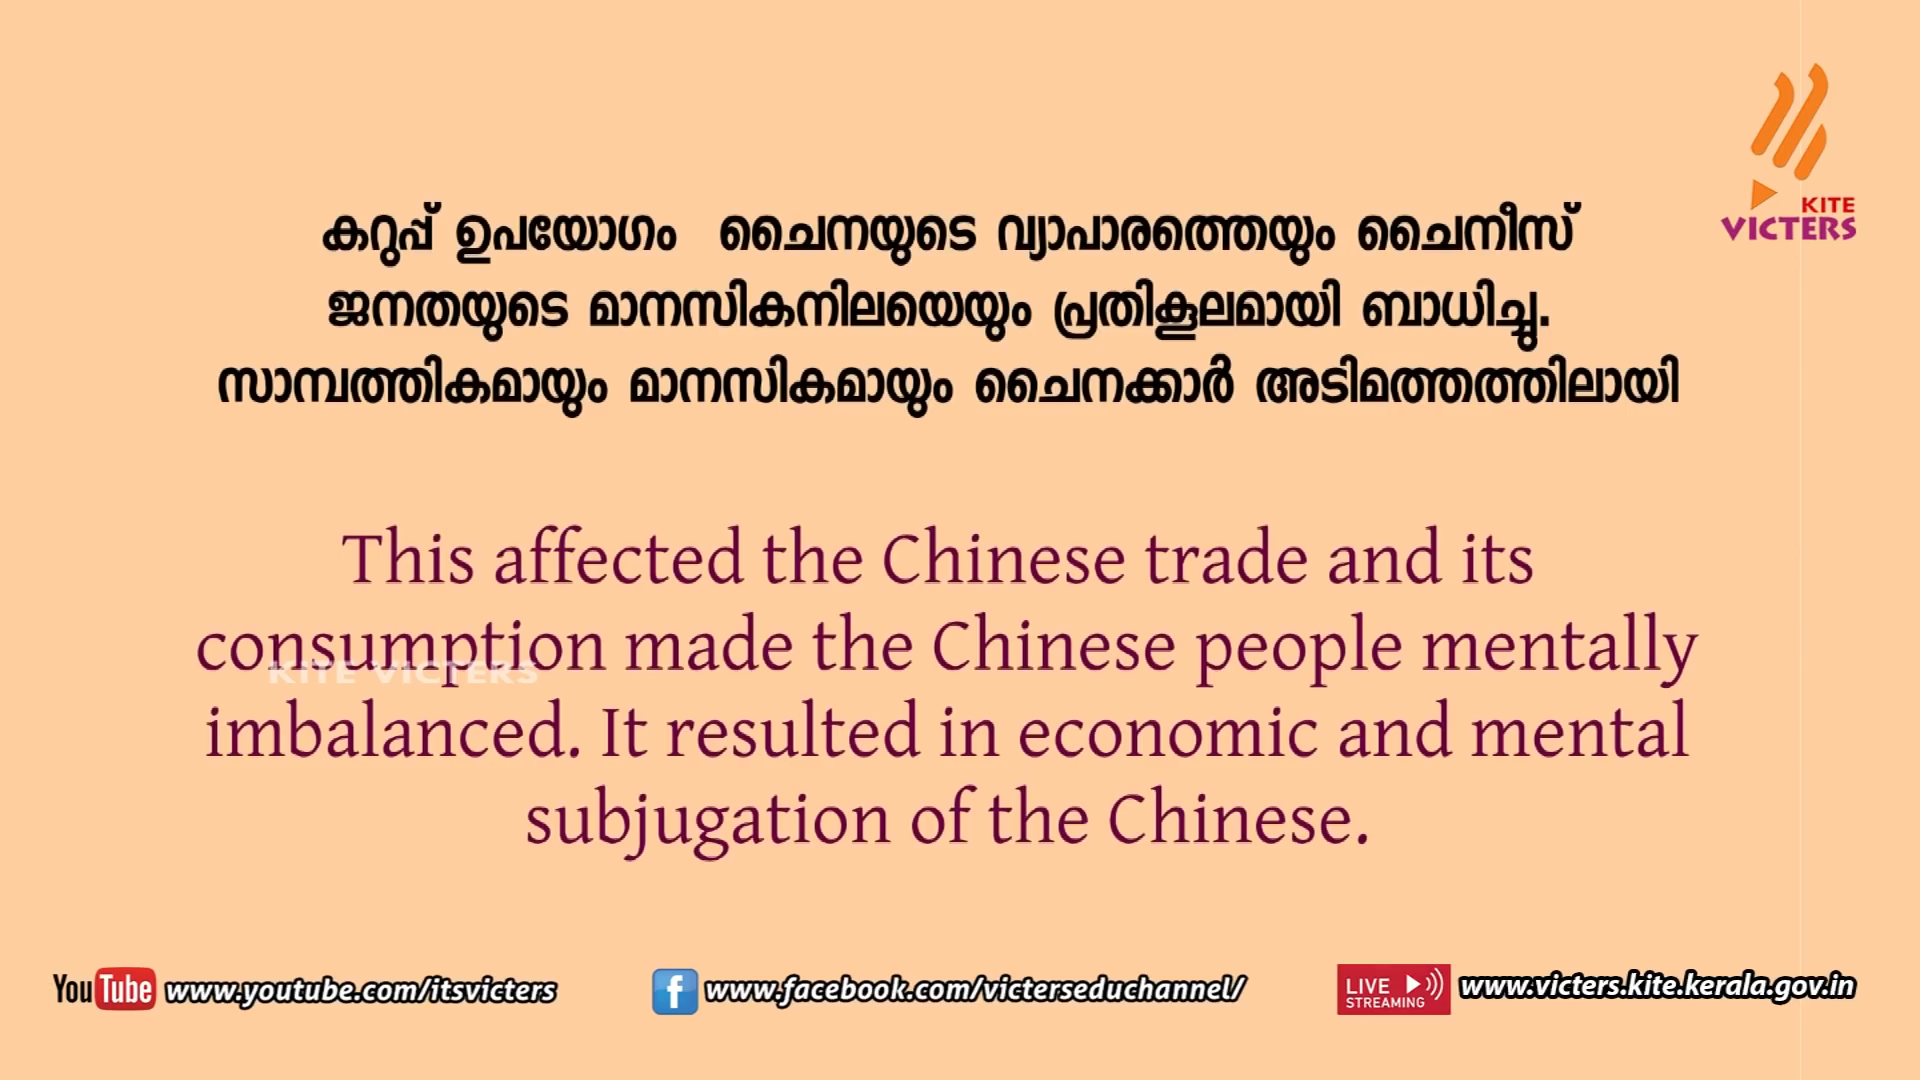 കറുപ്പ് ഉപയോഗം ചൈനയുടെ വ്യാപാരത്തെയും ചൈനീസ്
ജനതയുടെ മാനസികനിലയെയും പ്രതികൂലമായി ബാധിച്ചു.
സാമ്പത്തികമായും മാനസികമായും ചൈനക്കാർ അടിമത്തത്തിലായി
KITE
VICTERS
This affected the Chinese trade and its
consumption made the Chinese people mentally
KITE VICTERS
imbalanced. It resulted in economic and mental
subjugation of the Chinese.
YouTube www.youtube.com/itsvicters
f www.facebook.com/victerseduchannel/
LIVE STREAMING www.victers.kite.kerala.gov.in